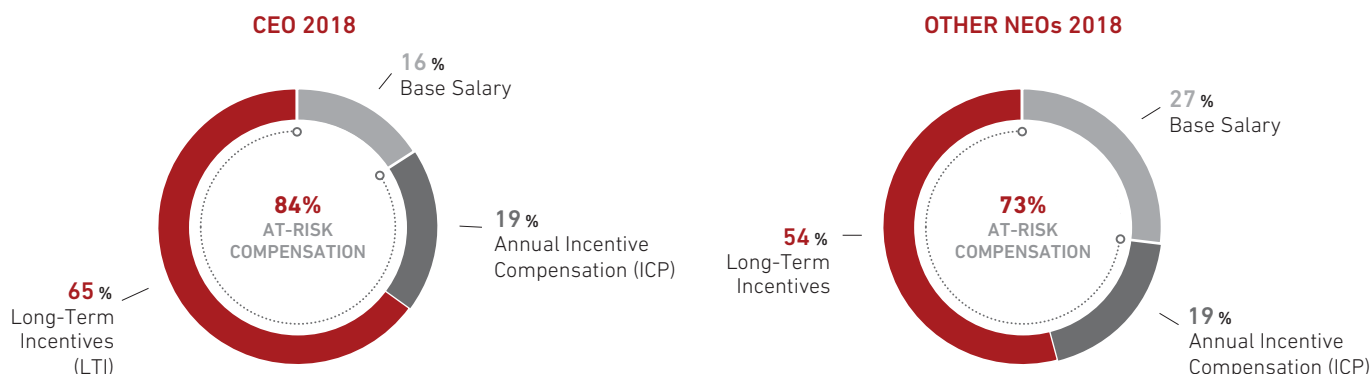 CEO 2018
16 %
Base Salary
84%
AT-RISK
COMPENSATION
19 %
Annual Incentive
Compensation (ICP)
65 %
Long-Term
Incentives
(LTI)
OTHER NEOs 2018
27 %
Base Salary
73%
AT-RISK
COMPENSATION
54 %
Long-Term
Incentives
19 %
Annual Incentive
Compensation (ICP)